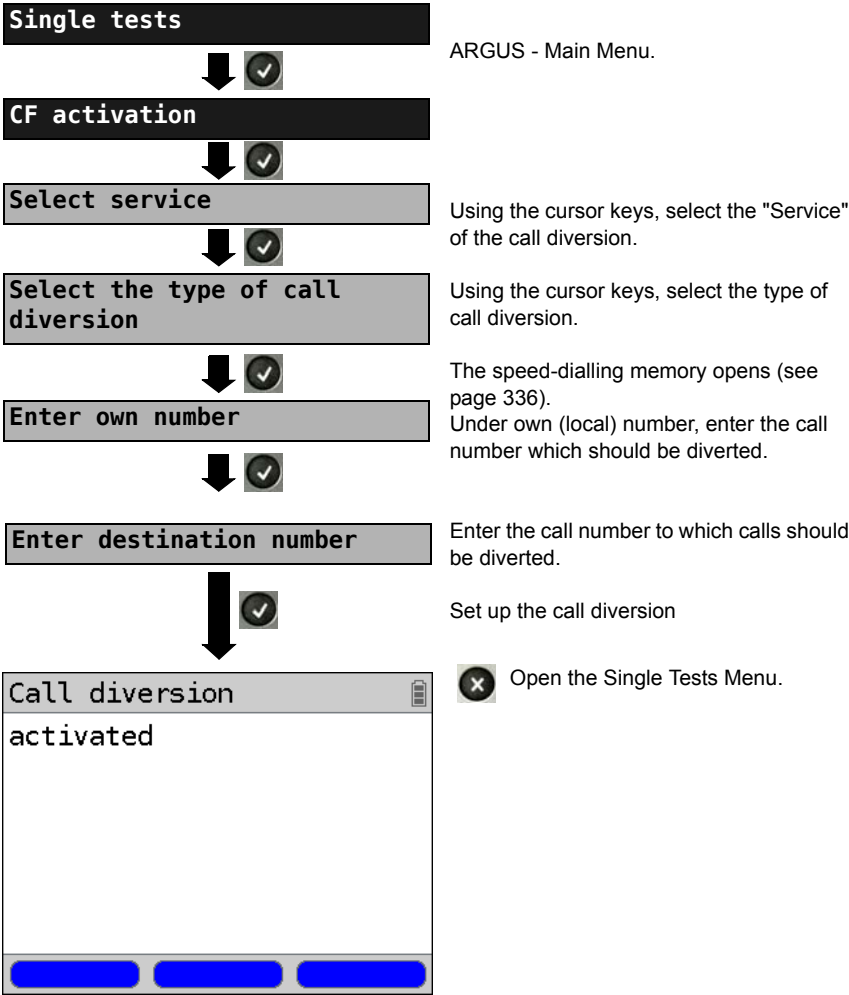 Single tests
ARGUS - Main Menu.
CF activation
Select service
Using the cursor keys, select the "Service"
of the call diversion.
Select the type of call
diversion
Using the cursor keys, select the type of
call diversion.
The speed-dialling memory opens (see
page 336).
Enter own number
Under own (local) number, enter the call
number which should be diverted.
Enter destination number
Enter the call number to which calls should
be diverted.
Set up the call diversion
Call diversion
activated
Open the Single Tests Menu.